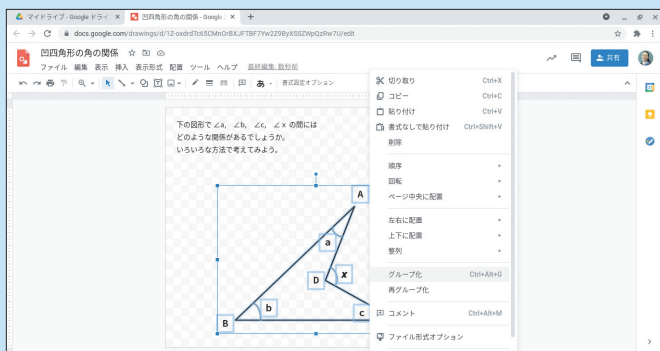 マイドライブ - Google ドライ
凹四角形の角の関係 - Google
docs.google.com/drawings/d/1Z-oxdrdTc65CMnOrBXJFTBF7Yw2Z9ByXSSZWpQzRw7U/edit
凹四角形の角の関係
ファイル 編集 表示 挿入 表示形式 配置 ツール ヘルプ 最終編集: 数秒前
共有
あ
書式設定オプション
下の図形で ∠a, ∠b, ∠c, ∠x の間には
どのような関係があるでしょうか。
いろいろな方法で考えてみよう。
A
a
D
x
b
c
B
切り取り Ctrl+X
コピー Ctrl+C
貼り付け Ctrl+V
書式なしで貼り付け Ctrl+Shift+V
削除
順序
回転
ページ中央に配置
左右に配置
上下に配置
整列
グループ化 Ctrl+Alt+G
再グループ化
コメント Ctrl+Alt+M
ファイル形式オプション